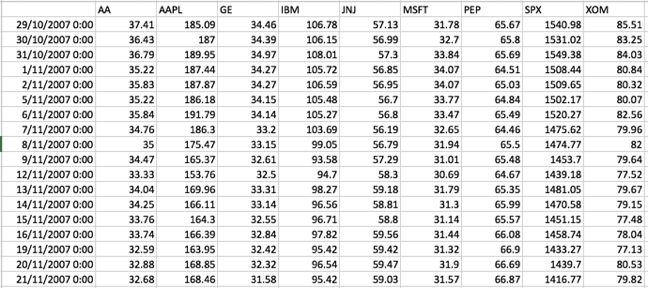 AA AAPL GE IBM JNJ MSFT PEP SPX XOM
29/10/2007 0:00 37.41 185.09 34.46 106.78 57.13 31.78 65.67 1540.98 85.51
30/10/2007 0:00 36.43 187 34.39 106.15 56.99 32.7 65.8 1531.02 83.25
31/10/2007 0:00 36.79 189.95 34.97 108.01 57.3 33.84 65.69 1549.38 84.03
1/11/2007 0:00 35.22 187.44 34.27 105.72 56.85 34.07 64.51 1508.44 80.84
2/11/2007 0:00 35.83 187.87 34.27 106.59 56.95 34.07 65.03 1509.65 80.32
5/11/2007 0:00 35.22 186.18 34.15 105.48 56.7 33.77 64.84 1502.17 80.07
6/11/2007 0:00 35.84 191.79 34.14 105.27 56.8 33.47 65.49 1520.27 82.56
7/11/2007 0:00 34.76 186.3 33.2 103.69 56.19 32.65 64.46 1475.62 79.96
8/11/2007 0:00 35 175.47 33.15 99.05 56.79 31.94 65.5 1474.77 82
9/11/2007 0:00 34.47 165.37 32.61 93.58 57.29 31.01 65.48 1453.7 79.64
12/11/2007 0:00 33.33 153.76 32.5 94.7 58.3 30.69 64.67 1439.18 77.52
13/11/2007 0:00 34.04 169.96 33.31 98.27 59.18 31.79 65.35 1481.05 79.67
14/11/2007 0:00 34.25 166.11 33.14 96.56 58.81 31.3 65.99 1470.58 79.15
15/11/2007 0:00 33.76 164.3 32.55 96.71 58.8 31.14 65.57 1451.15 77.48
16/11/2007 0:00 33.74 166.39 32.84 97.82 59.56 31.44 66.08 1458.74 78.04
19/11/2007 0:00 32.59 163.95 32.42 95.42 59.42 31.32 66.9 1433.27 77.13
20/11/2007 0:00 32.88 168.85 32.32 96.54 59.47 31.9 66.69 1439.7 80.53
21/11/2007 0:00 32.68 168.46 31.58 95.42 59.03 31.57 66.87 1416.77 79.82